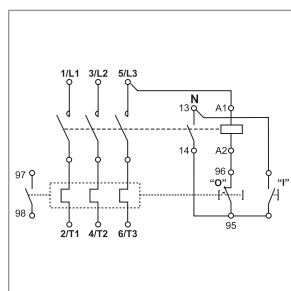 1/L1 3/L2 5/L3
N
13 A1
14 A2
97 96
"O" "I"
98 95
2/T1 4/T2 6/T3